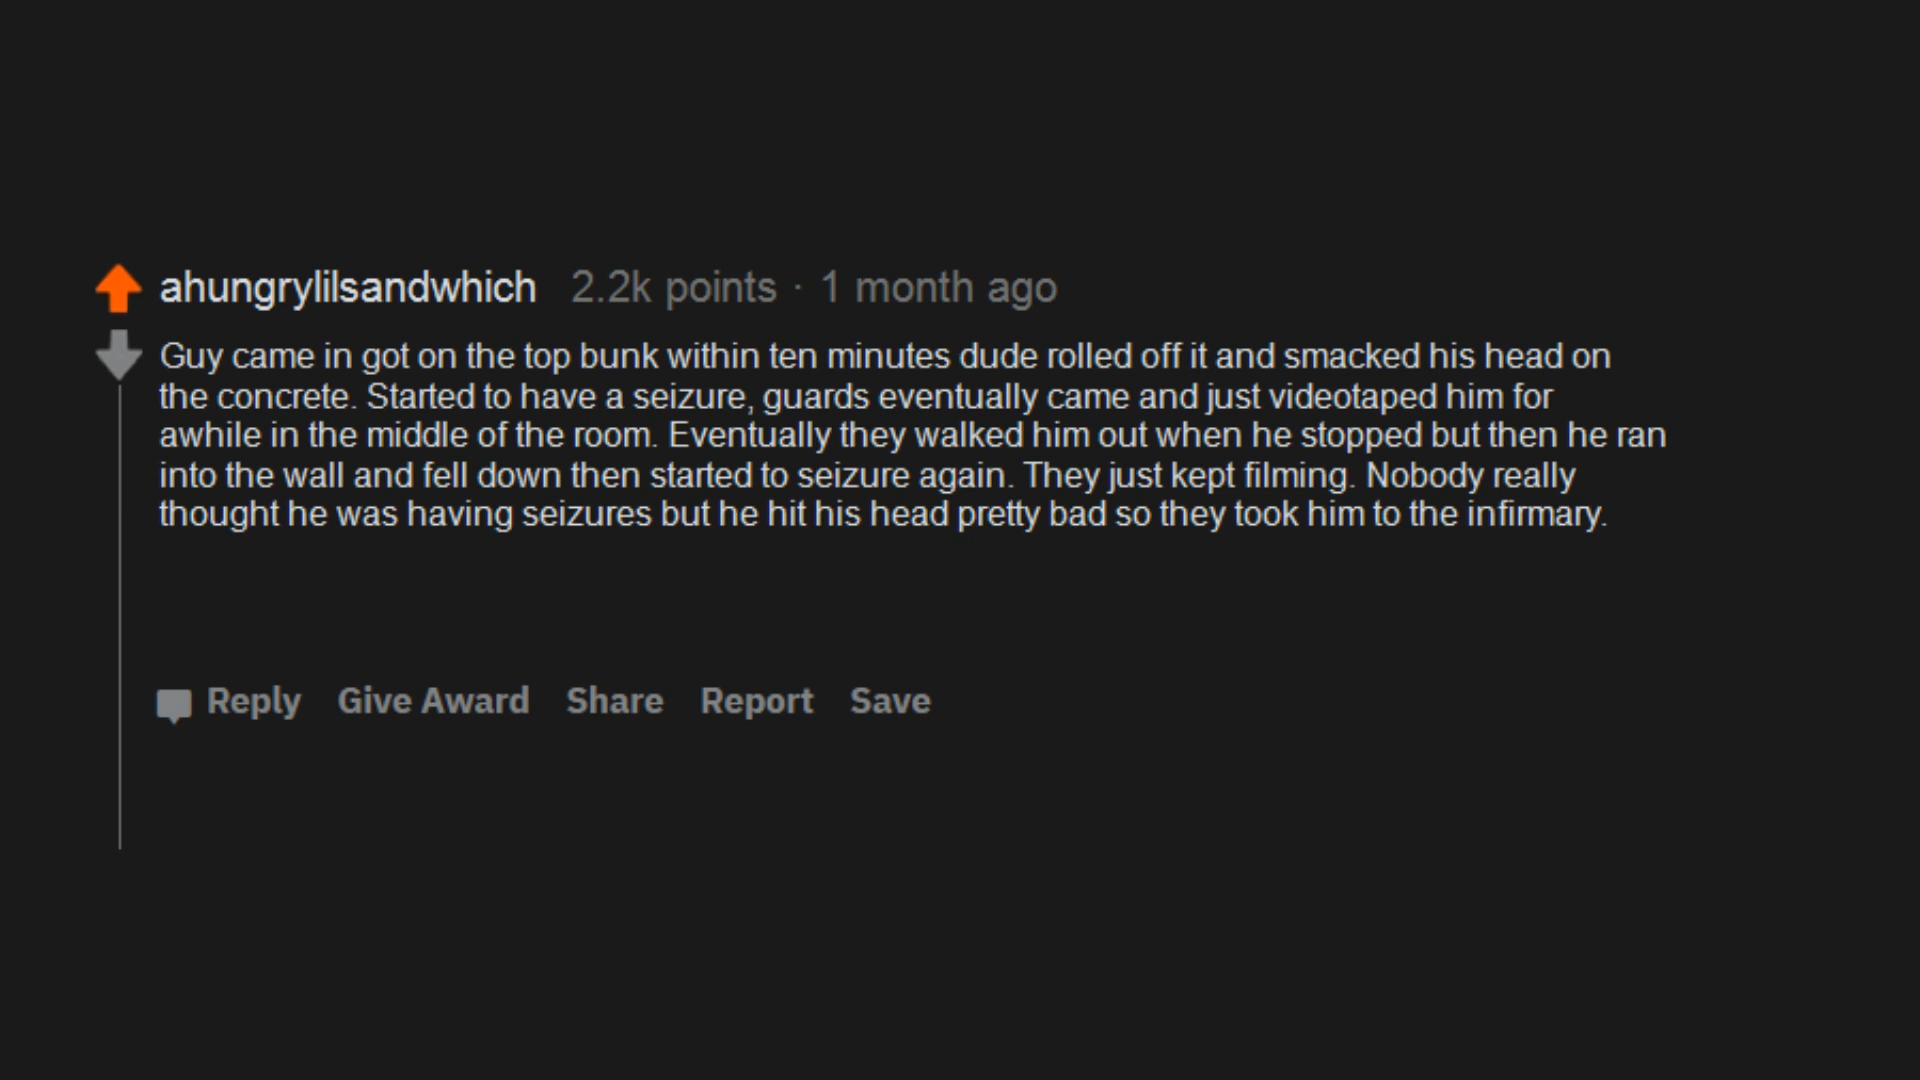 ahungrylilsandwhich 2.2k points · 1 month ago
Guy came in got on the top bunk within ten minutes dude rolled off it and smacked his head on
the concrete. Started to have a seizure, guards eventually came and just videotaped him for
awhile in the middle of the room. Eventually they walked him out when he stopped but then he ran
into the wall and fell down then started to seizure again. They just kept filming. Nobody really
thought he was having seizures but he hit his head pretty bad so they took him to the infirmary.
Reply Give Award Share Report Save